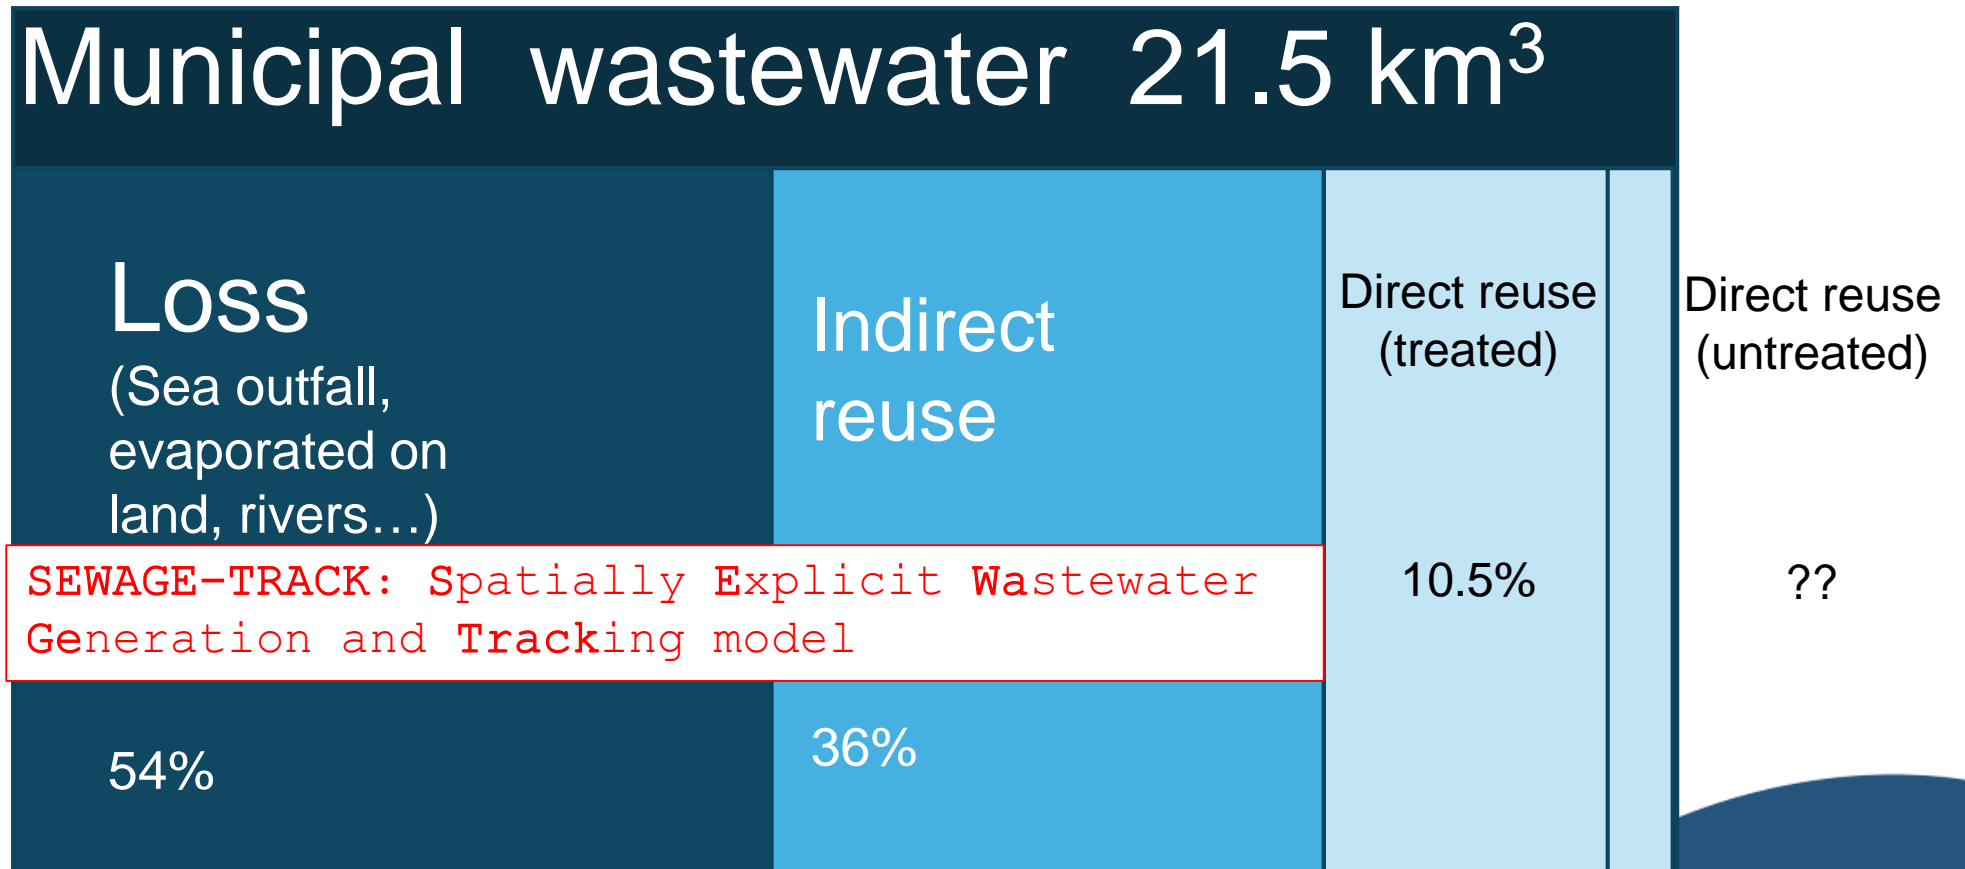 Municipal wastewater 21.5 km³
Loss
(Sea outfall,
evaporated on
land, rivers…)
54%
Indirect
reuse
36%
Direct reuse
(treated)
10.5%
Direct reuse
(untreated)
??
SEWAGE-TRACK: Spatially Explicit Wastewater
Generation and Tracking model